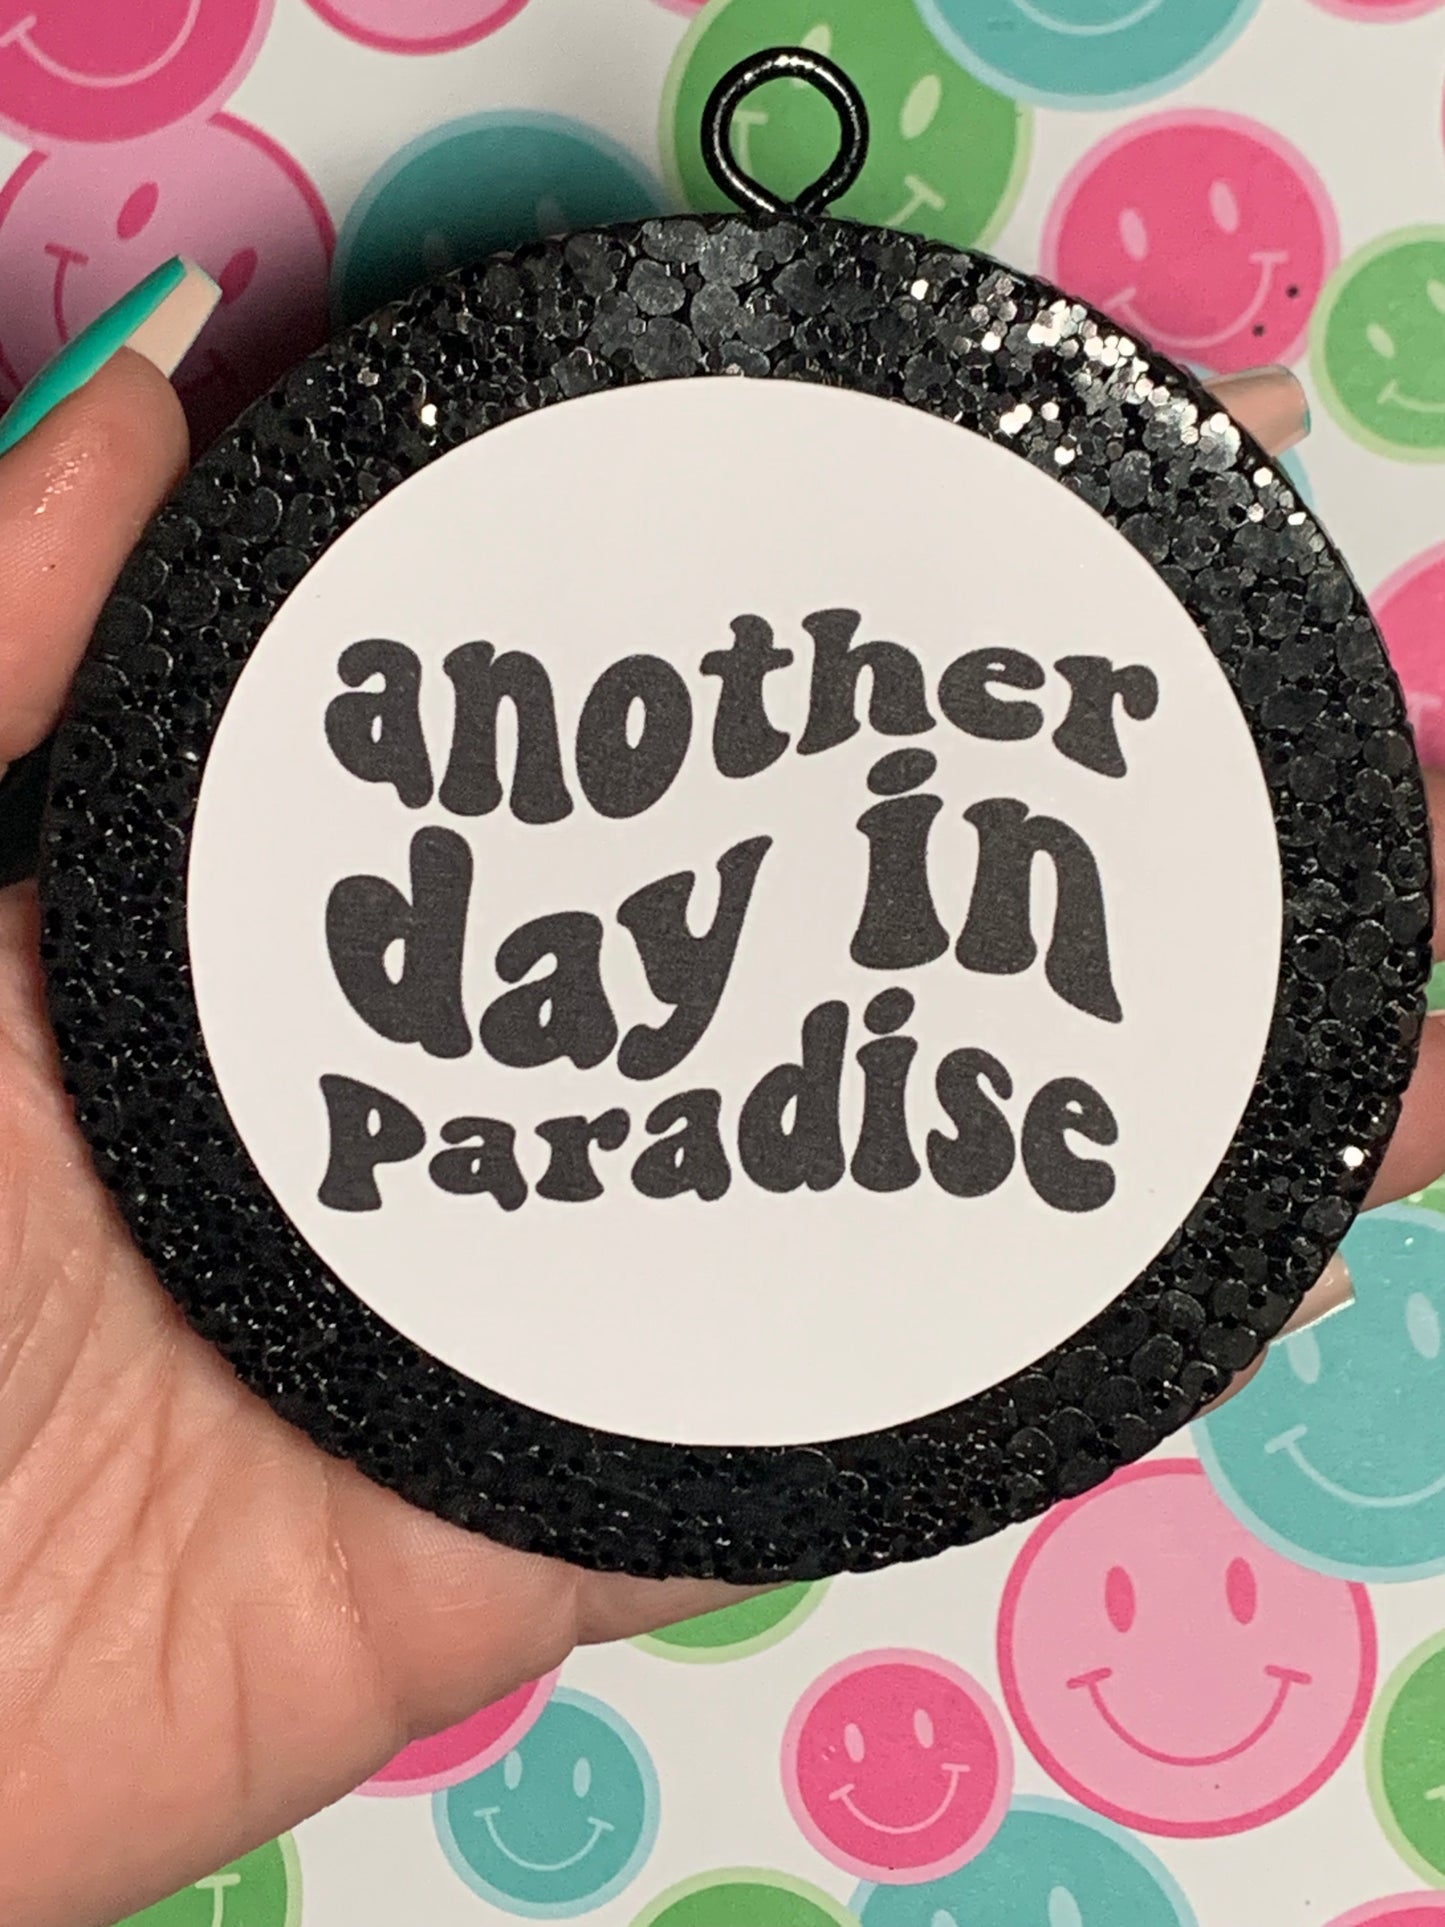 another
day in
Paradise